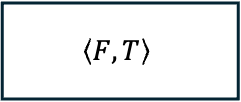 ⟨F, T⟩